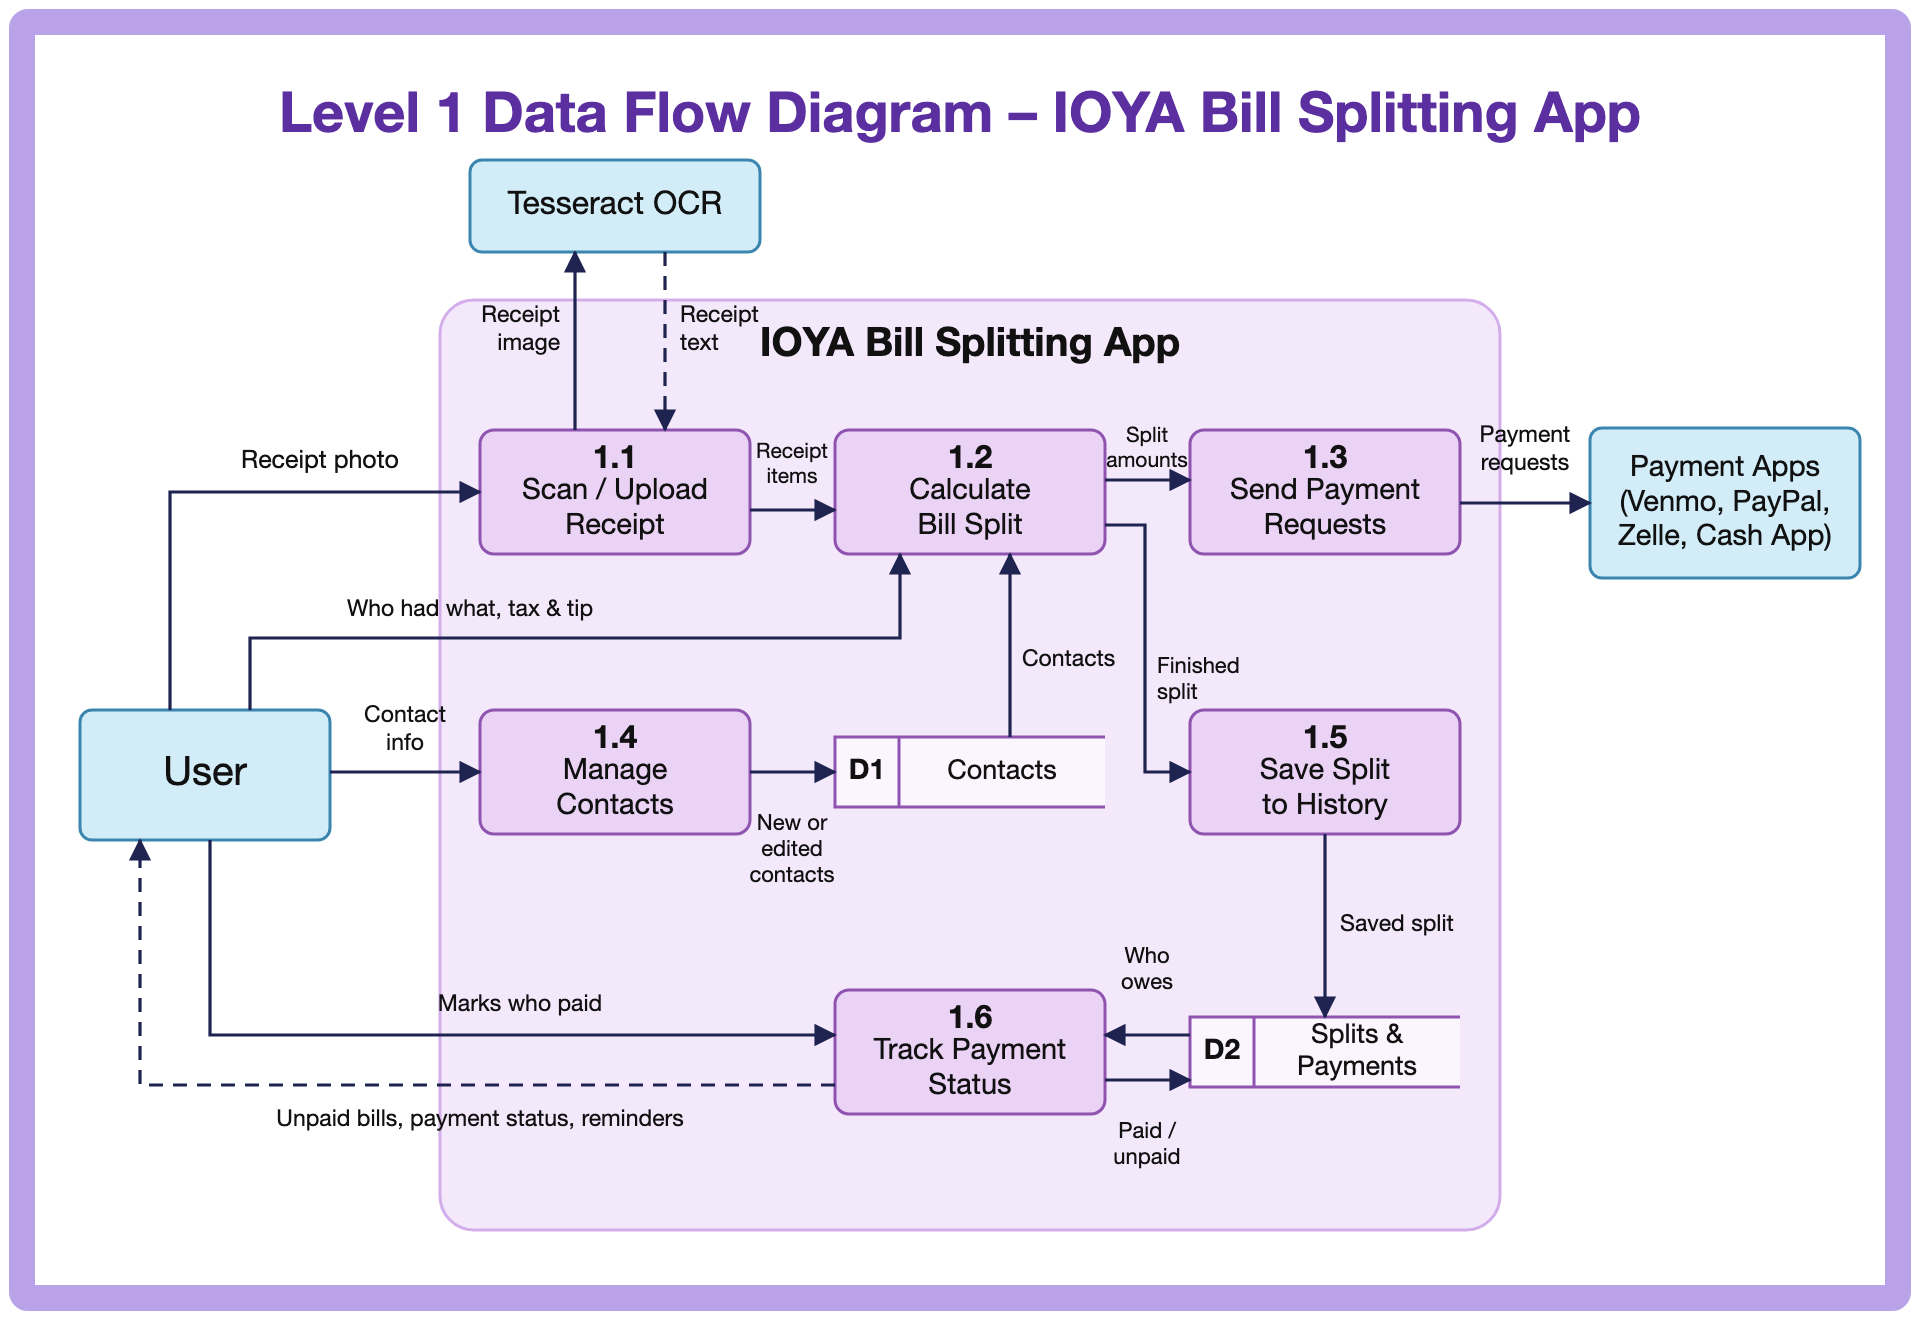 Level 1 Data Flow Diagram – IOYA Bill Splitting App
Tesseract OCR
Receipt
image
Receipt
text
IOYA Bill Splitting App
Receipt photo
1.1
Scan / Upload
Receipt
Receipt
items
1.2
Calculate
Bill Split
Split
amounts
1.3
Send Payment
Requests
Payment
requests
Payment Apps
(Venmo, PayPal,
Zelle, Cash App)
Who had what, tax & tip
Contacts
Finished
split
User
Contact
info
1.4
Manage
Contacts
New or
edited
contacts
D1
Contacts
1.5
Save Split
to History
Saved split
Who
owes
Marks who paid
1.6
Track Payment
Status
D2
Splits &
Payments
Unpaid bills, payment status, reminders
Paid /
unpaid